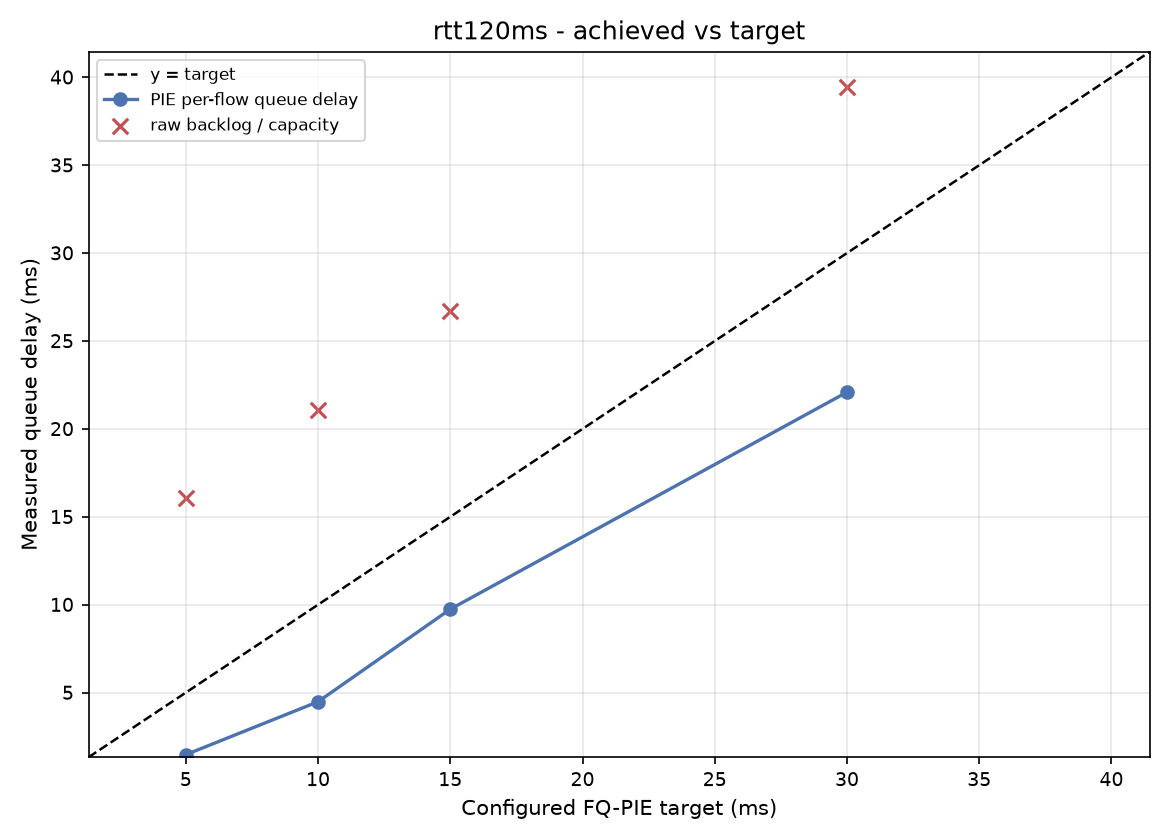 rtt120ms - achieved vs target
y = target
PIE per-flow queue delay
raw backlog / capacity
Measured queue delay (ms)
40
35
30
25
20
15
10
5
5 10 15 20 25 30 35 40
Configured FQ-PIE target (ms)